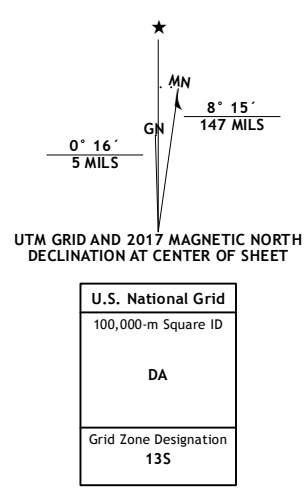 ★
MN
8° 15´
147 MILS
GN
0° 16´
5 MILS
UTM GRID AND 2017 MAGNETIC NORTH
DECLINATION AT CENTER OF SHEET
U.S. National Grid
100,000-m Square ID
DA
Grid Zone Designation
13S